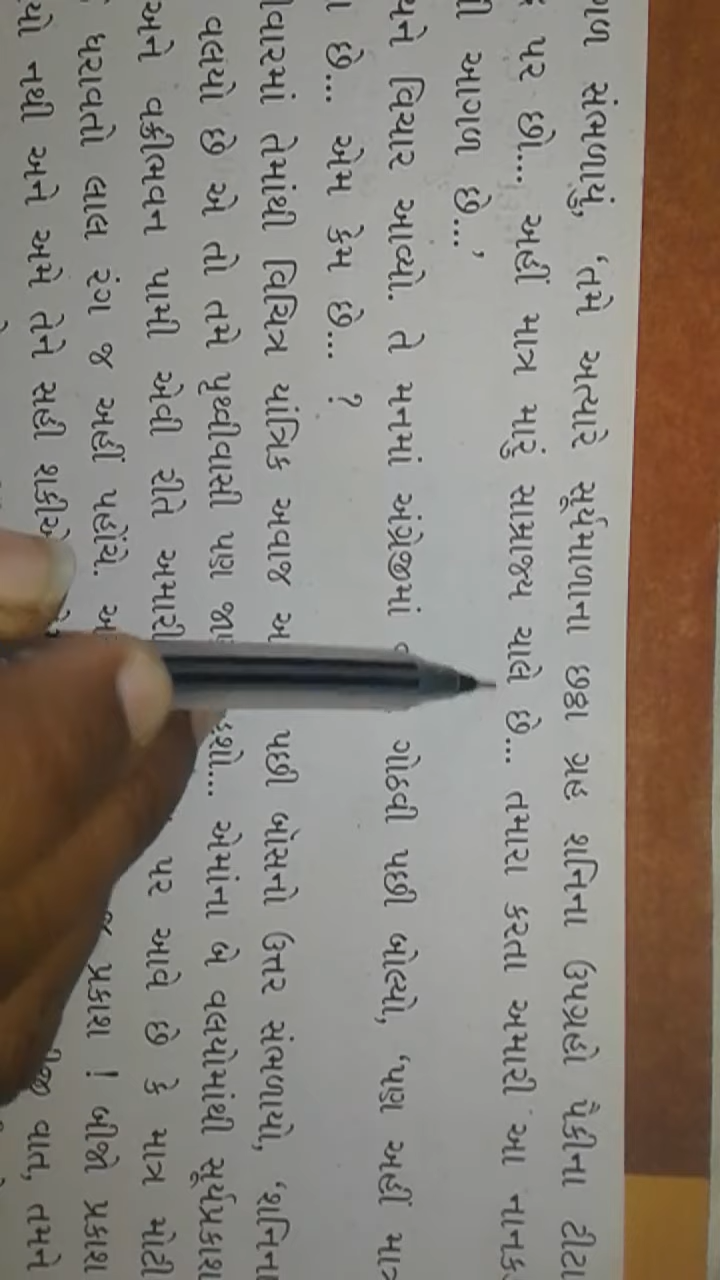 સંભળાયું, ‘તમે અત્યારે સૂર્યમાળાના છઠ્ઠા ગ્રહ શનિના ઉપગ્રહો પૈકીના ટીટા
પર છો... અહીં માત્ર મારું સામ્રાજ્ય ચાલે છે... તમારા કરતા અમારી આ નાનક
આગળ છે...’
વિચાર આવ્યો. તે મનમાં અંગ્રેજીમાં ગોઠવી પછી બોલ્યો, ‘પણ અહીં માત્ર
છે... એમ કેમ છે... ?
તેમાંથી વિચિત્ર યાંત્રિક અવાજ પછી બોસનો ઉત્તર સંભળાયો, ‘શનિના
વલયો છે એ તો તમે પૃથ્વીવાસી પણ એમાંના બે વલયોમાંથી સૂર્યપ્રકાશ
અને વક્રીભવન પામી એવી રીતે અમારી પર આવે છે કે માત્ર મોટી
ધરાવતો લાલ રંગ જ અહીં પહોંચે. જ પ્રકાશ ! બીજો પ્રકાશ
નથી અને અમે તેને સહી વાત, તમને